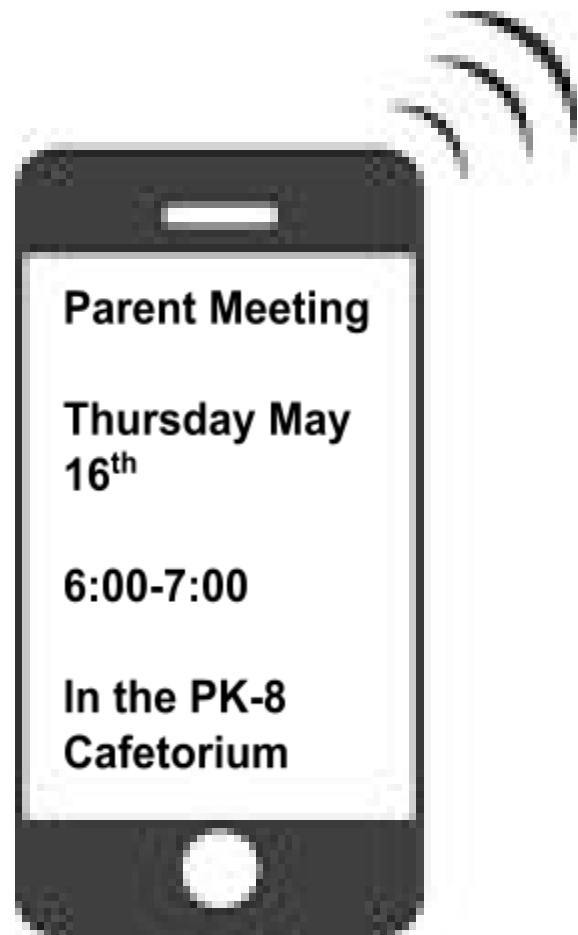 Parent Meeting
Thursday May
16th
6:00-7:00
In the PK-8
Cafetorium